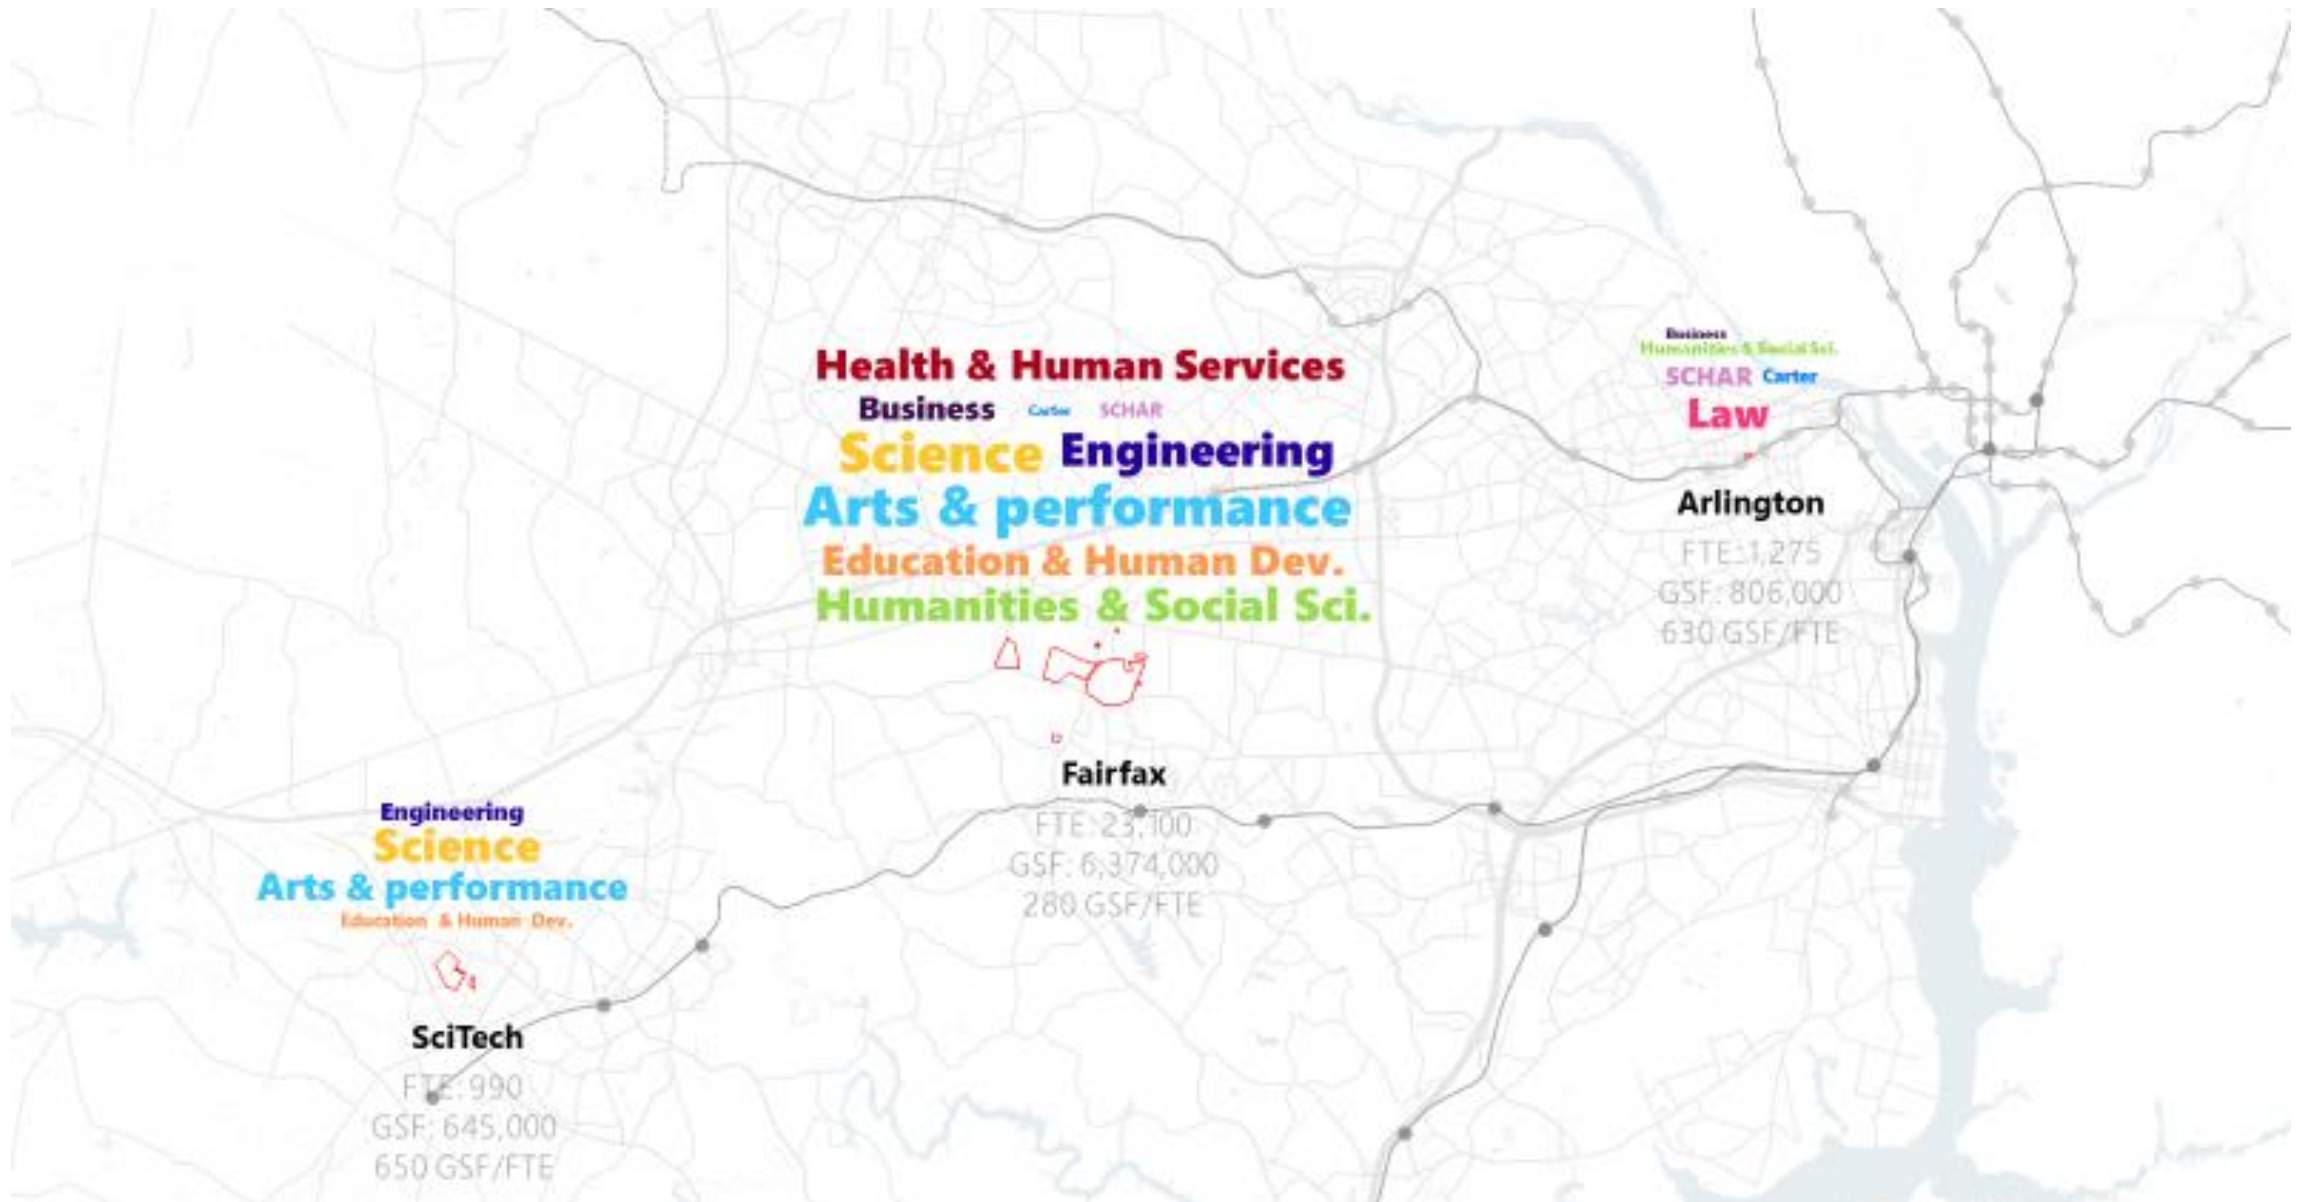 Health & Human Services
Business Carter SCHAR
Science Engineering
Arts & performance
Education & Human Dev.
Humanities & Social Sci.
Fairfax
FTE: 23,100
GSF: 6,374,000
280 GSF/FTE
Business
Humanities & Social Sci.
SCHAR Carter
Law
Arlington
FTE: 1,275
GSF: 806,000
630 GSF/FTE
Engineering
Science
Arts & performance
Education & Human Dev.
SciTech
FTE: 990
GSF: 645,000
650 GSF/FTE